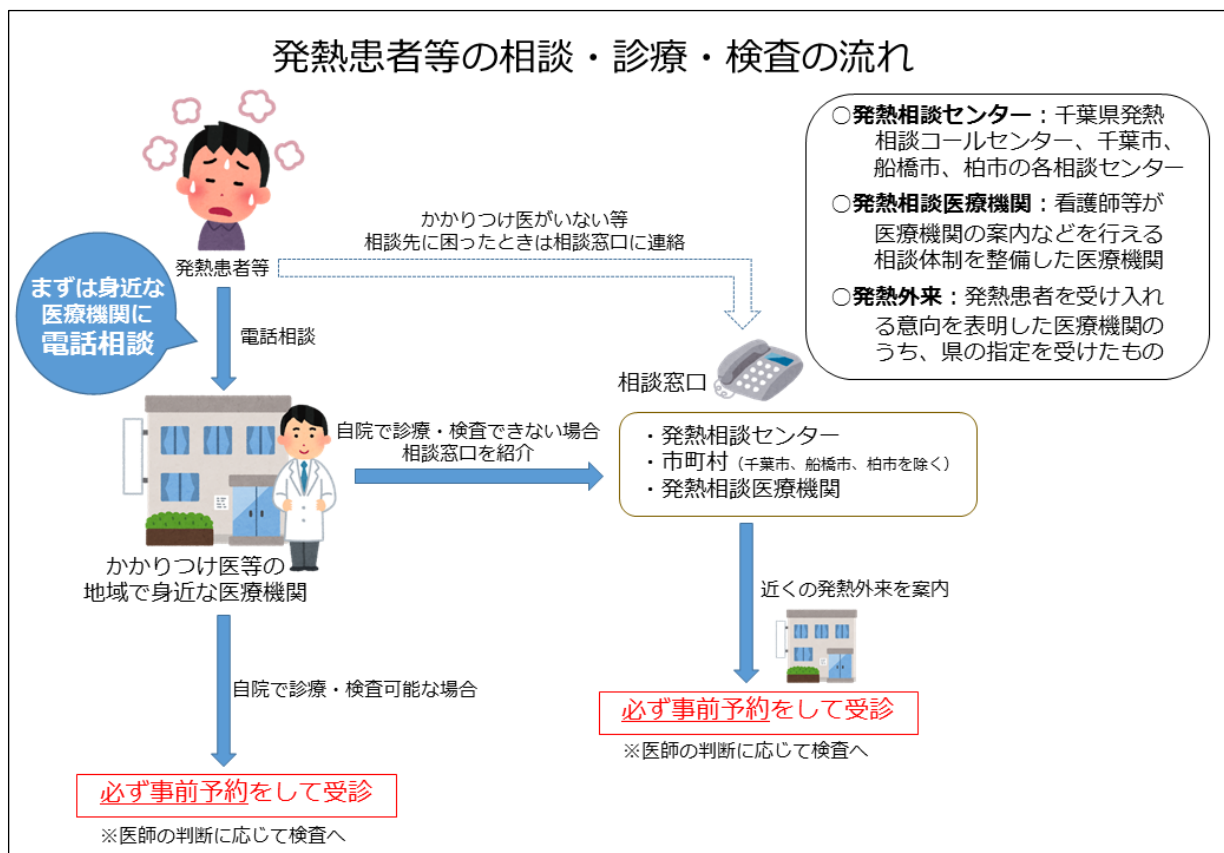 発熱患者等の相談・診療・検査の流れ
○発熱相談センター：千葉県発熱
相談コールセンター、千葉市、
船橋市、柏市の各相談センター
○発熱相談医療機関：看護師等が
医療機関の案内などを行える
相談体制を整備した医療機関
○発熱外来：発熱患者を受け入れ
る意向を表明した医療機関の
うち、県の指定を受けたもの
発熱患者等
かかりつけ医がいない等
相談先に困ったときは相談窓口に連絡
まずは身近な
医療機関に
電話相談
電話相談
相談窓口
自院で診療・検査できない場合
相談窓口を紹介
・発熱相談センター
・市町村（千葉市、船橋市、柏市を除く）
・発熱相談医療機関
かかりつけ医等の
地域で身近な医療機関
近くの発熱外来を案内
自院で診療・検査可能な場合
必ず事前予約をして受診
※医師の判断に応じて検査へ
必ず事前予約をして受診
※医師の判断に応じて検査へ